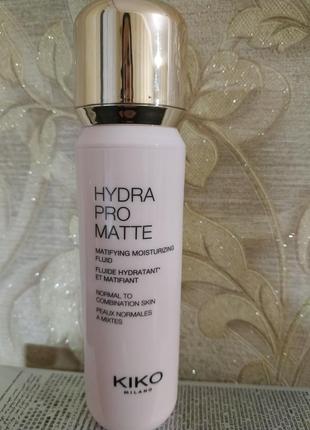 HYDRA
PRO
MATTE
MATIFYING MOISTURIZING
FLUID
FLUIDE HYDRATANT*
ET MATIFIANT
NORMAL TO
COMBINATION SKIN
PEAUX NORMALES
A MIXTES
KIKO
MILANO